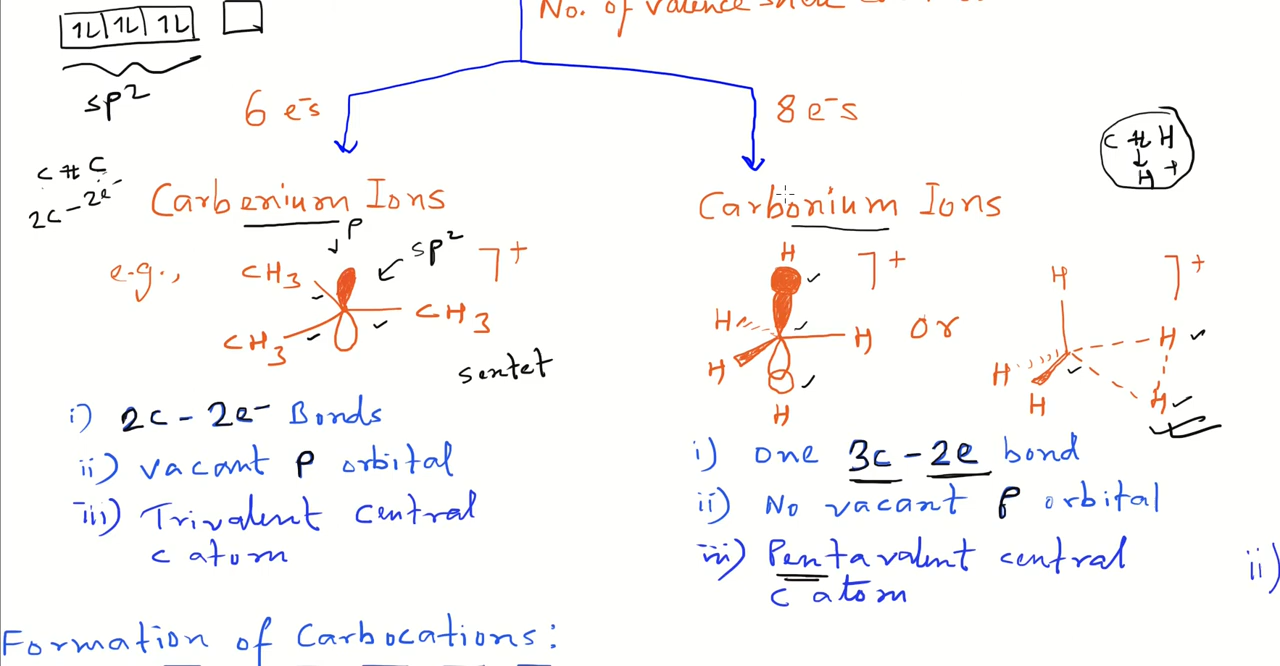 No. of valence shell
1L 1L 1L
sp2
6 e-s
8 e-s
C H
H +
C C
2C-2e-
Carbenium Ions
Carbonium Ions
P
sp2
e.g.,
CH3
CH3
CH3
]+
sextet
H
H
H
H
H
]+
or
H
H
H
H
H
]+
i) 2C-2e- Bonds
ii) vacant p orbital
iii) Trivalent central
C atom
i) one 3c-2e bond
ii) No vacant p orbital
iii) Pentavalent central
C atom
ii)
Formation of Carbocations: